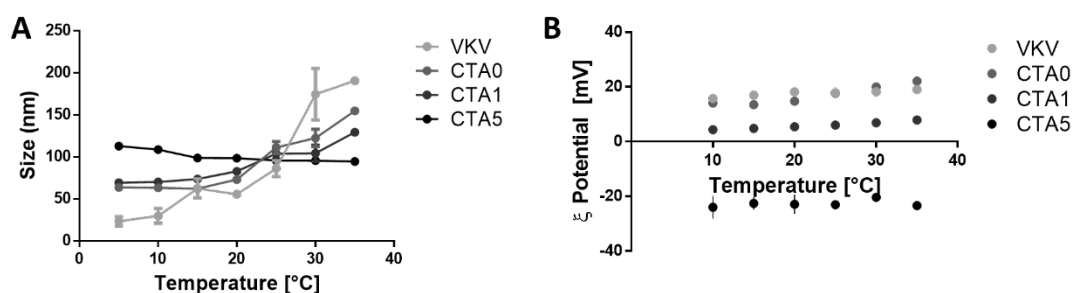 A
250
200
150
100
50
0
0 10 20 30 40
Size (nm)
Temperature [°C]
VKV
CTA0
CTA1
CTA5
B
40
20
0
-20
-40
10 20 30 40
ξ Potential [mV]
Temperature [°C]
VKV
CTA0
CTA1
CTA5